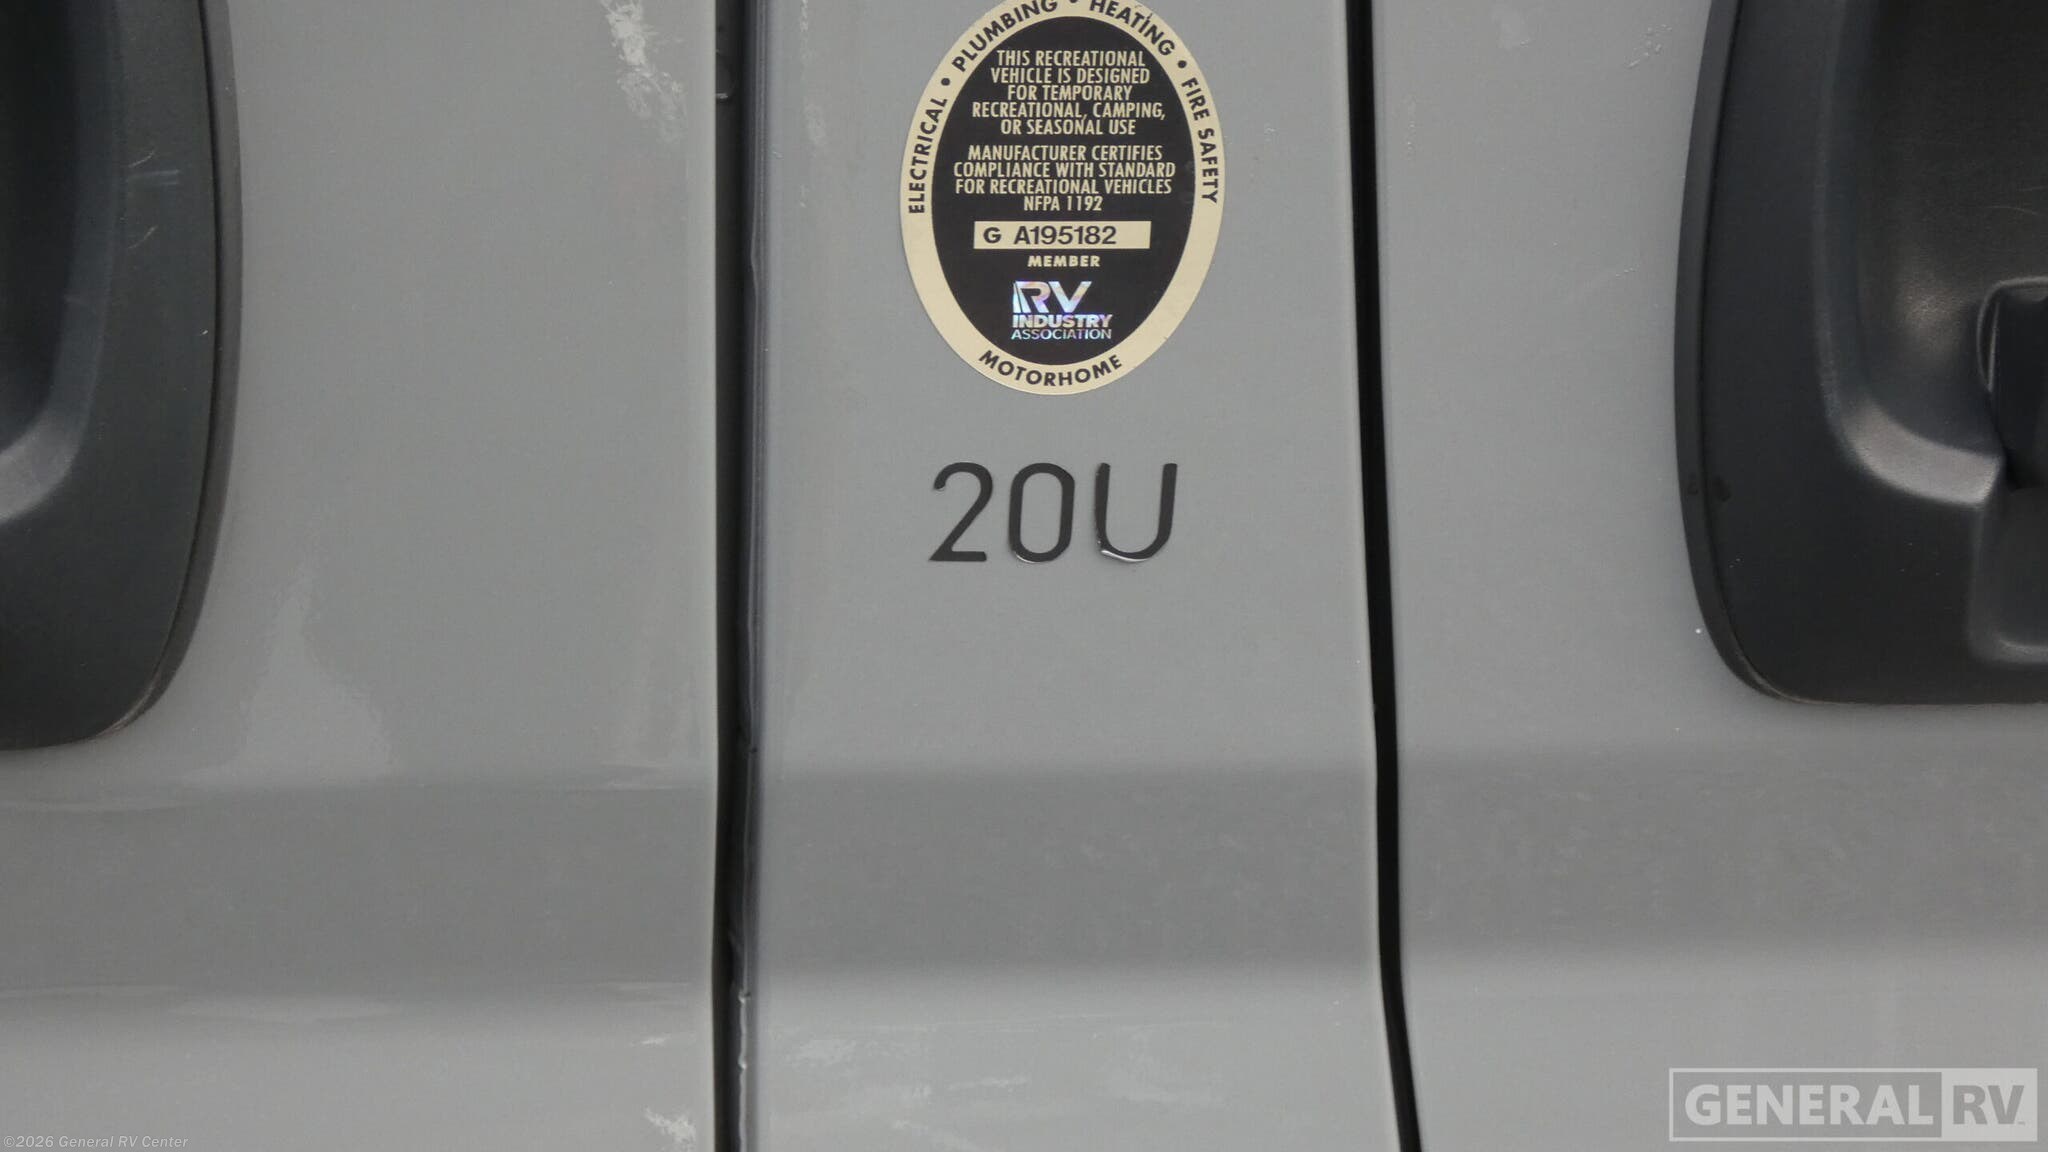 ELECTRICAL • PLUMBING • HEATING • FIRE SAFETY
THIS RECREATIONAL
VEHICLE IS DESIGNED
FOR TEMPORARY
RECREATIONAL, CAMPING,
OR SEASONAL USE
MANUFACTURER CERTIFIES
COMPLIANCE WITH STANDARD
FOR RECREATIONAL VEHICLES
NFPA 1192
G A195182
MEMBER
RV
INDUSTRY
ASSOCIATION
MOTORHOME
20U
GENERAL RV
©2026 General RV Center